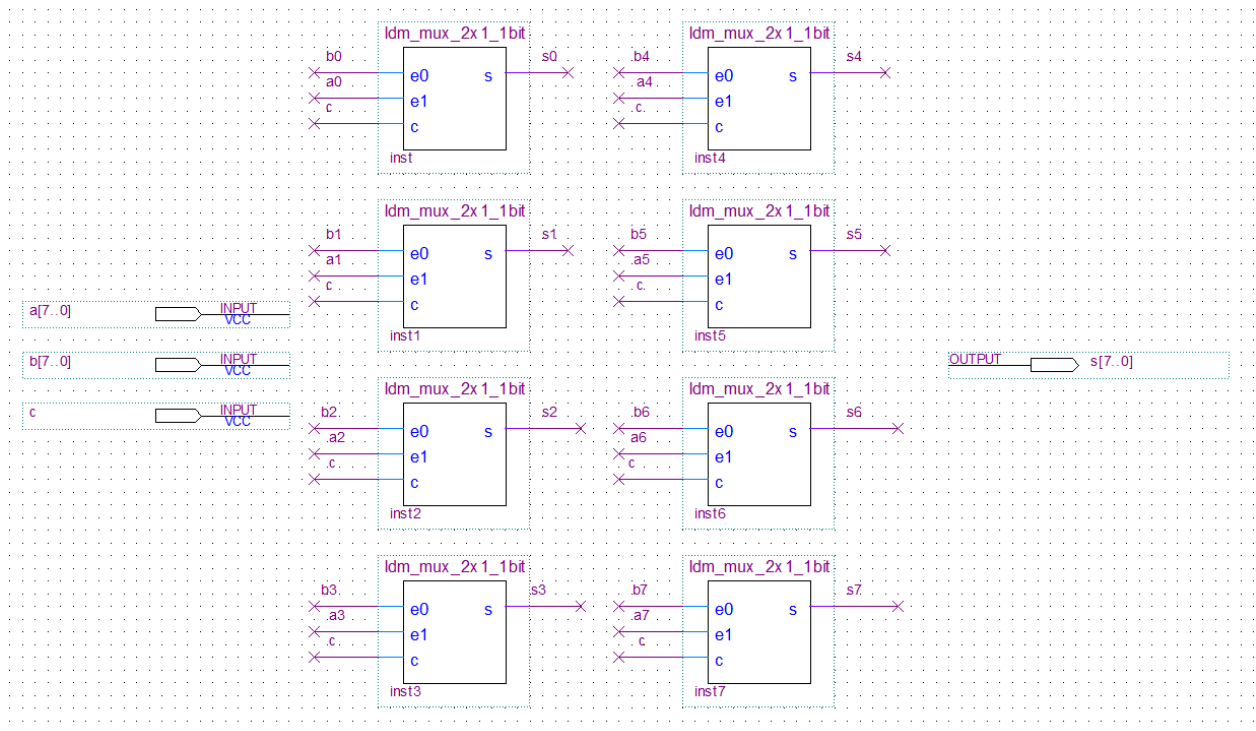 ldm_mux_2x1_1bit
b0
a0
c
e0
e1
c
s
s0
inst
ldm_mux_2x1_1bit
b4
a4
c
e0
e1
c
s
s4
inst4
ldm_mux_2x1_1bit
b1
a1
c
e0
e1
c
s
s1
inst1
ldm_mux_2x1_1bit
b5
a5
c
e0
e1
c
s
s5
inst5
a[7..0]
INPUT
VCC
b[7..0]
INPUT
VCC
c
INPUT
VCC
OUTPUT
s[7..0]
ldm_mux_2x1_1bit
b2
a2
c
e0
e1
c
s
s2
inst2
ldm_mux_2x1_1bit
b6
a6
c
e0
e1
c
s
s6
inst6
ldm_mux_2x1_1bit
b3
a3
c
e0
e1
c
s
s3
inst3
ldm_mux_2x1_1bit
b7
a7
c
e0
e1
c
s
s7
inst7